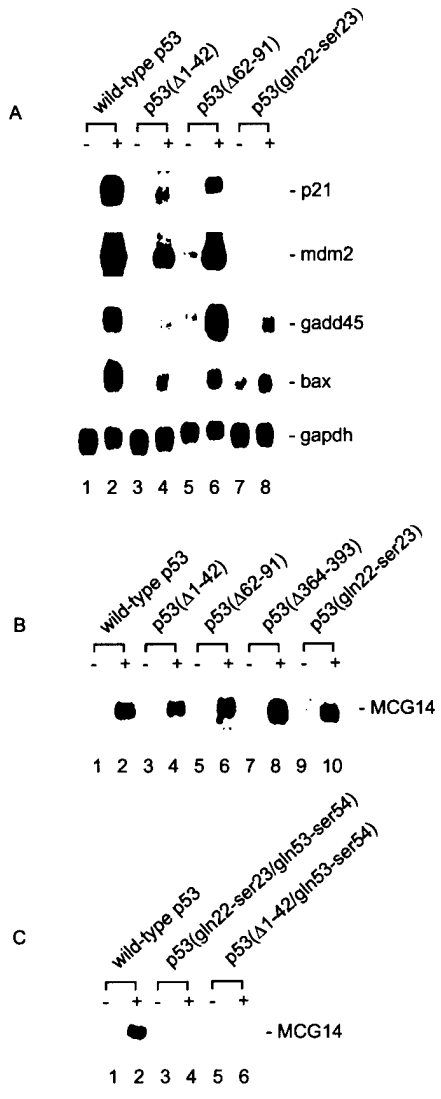 A
wild-type p53
p53(Δ1-42)
p53(Δ62-91)
p53(gln22-ser23)
- + - + - + - +
- p21
- mdm2
- gadd45
- bax
- gapdh
1 2 3 4 5 6 7 8
B
wild-type p53
p53(Δ1-42)
p53(Δ62-91)
p53(Δ364-393)
p53(gln22-ser23)
- + - + - + - + - +
- MCG14
1 2 3 4 5 6 7 8 9 10
C
wild-type p53
p53(gln22-ser23/gln53-ser54)
p53(Δ1-42/gln53-ser54)
- + - + - +
- MCG14
1 2 3 4 5 6